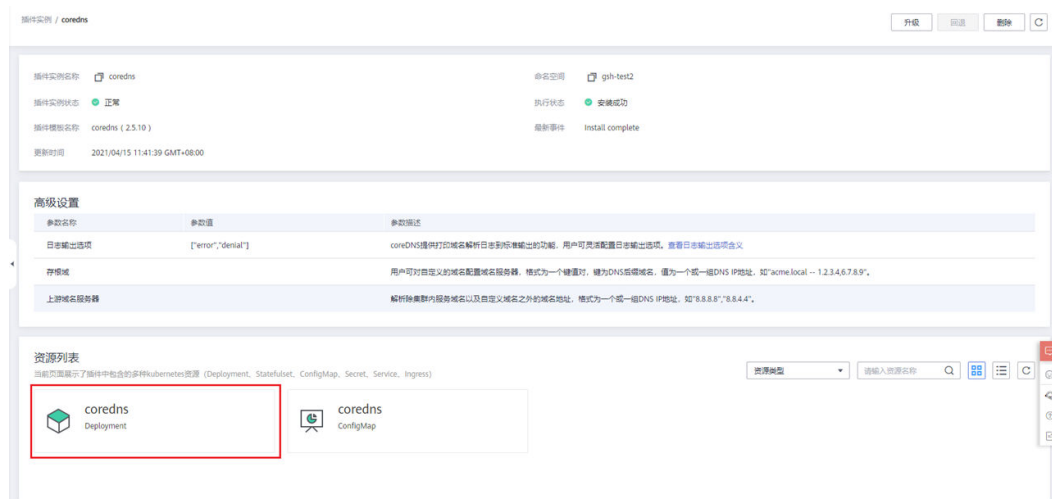 插件实例 / coredns
升级 回退 删除
插件实例名称 coredns
命名空间 gsh-test2
插件实例状态 正常
执行状态 安装成功
插件模板名称 coredns ( 2.5.10 )
最新事件 Install complete
更新时间 2021/04/15 11:41:39 GMT+08:00
高级设置
参数名称 参数值 参数描述
日志输出选项 ["error","denial"] coreDNS提供打印域名解析日志到标准输出的功能，用户可灵活配置日志输出选项。查看日志输出选项含义
存根域 用户可对自定义的域名配置域名服务器，格式为一个键值对，键为DNS后缀域名，值为一个或一组DNS IP地址，如"acme.local -- 1.2.3.4,6.7.8.9"。
上游域名服务器 解析除集群内服务域名以及自定义域名之外的域名地址，格式为一个或一组DNS IP地址，如"8.8.8.8","8.8.4.4"。
资源列表
当前页面展示了插件中包含的多种kubernetes资源（Deployment、Statefulset、ConfigMap、Secret、Service、Ingress）
资源类型 请输入资源名称
coredns
Deployment
coredns
ConfigMap